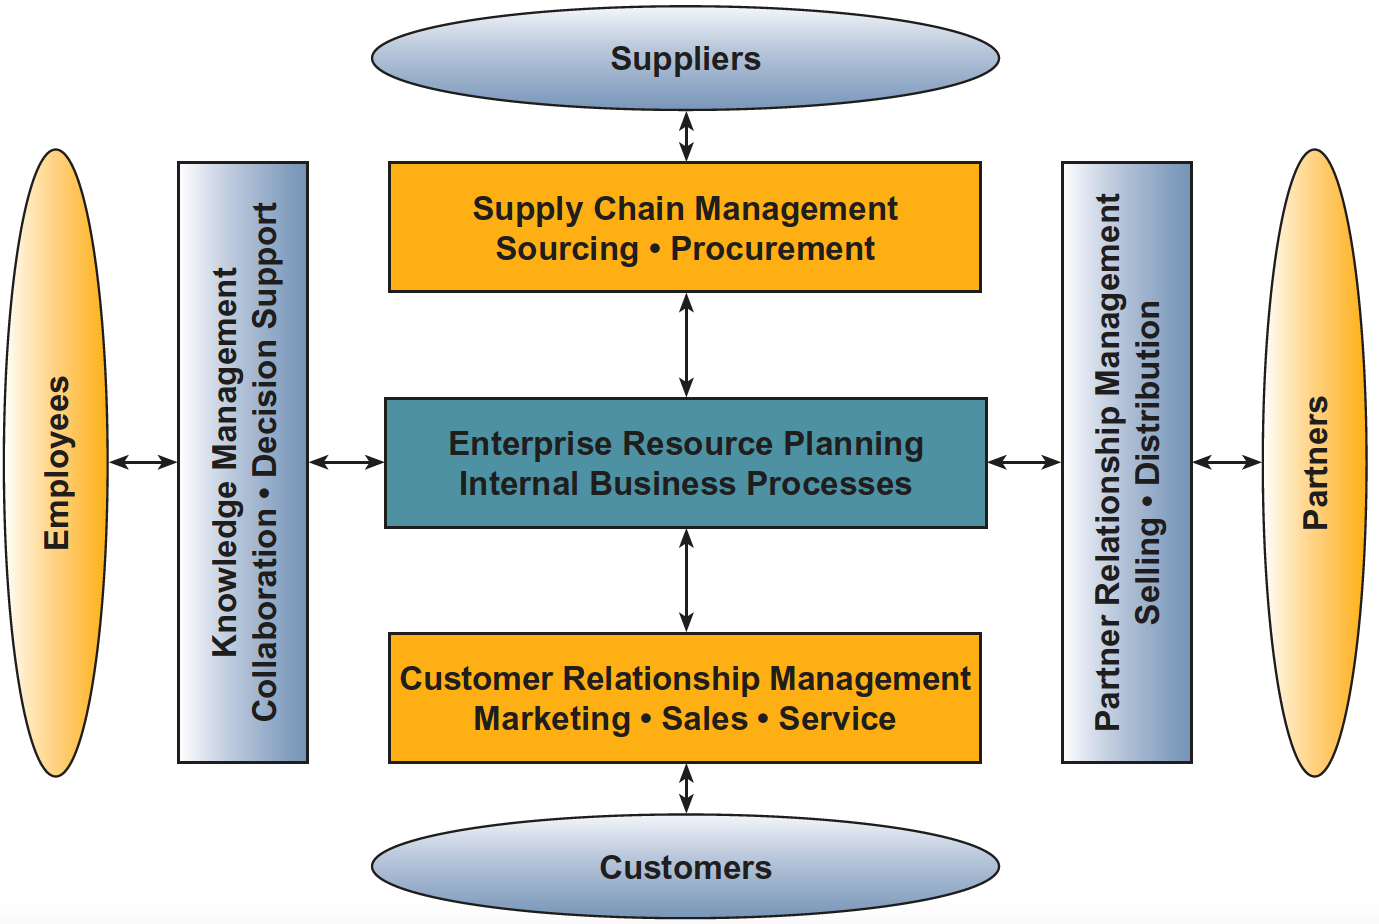 Suppliers
Supply Chain Management
Sourcing • Procurement
Employees
Knowledge Management
Collaboration • Decision Support
Enterprise Resource Planning
Internal Business Processes
Partner Relationship Management
Selling • Distribution
Partners
Customer Relationship Management
Marketing • Sales • Service
Customers